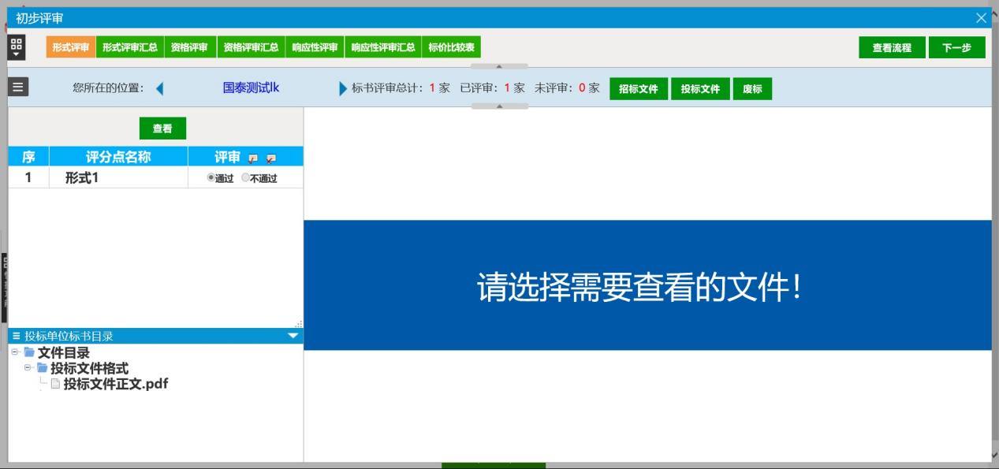 初步评审
形式评审 形式评审汇总 资格评审 资格评审汇总 响应性评审 响应性评审汇总 标价比较表 查看流程 下一步
您所在的位置： 国泰测试lk 标书评审总计：1 家 已评审：1 家 未评审：0 家 招标文件 投标文件 废标
查看
序 评分点名称 评审
1 形式1 通过 不通过
请选择需要查看的文件！
投标单位标书目录
文件目录
投标文件格式
投标文件正文.pdf